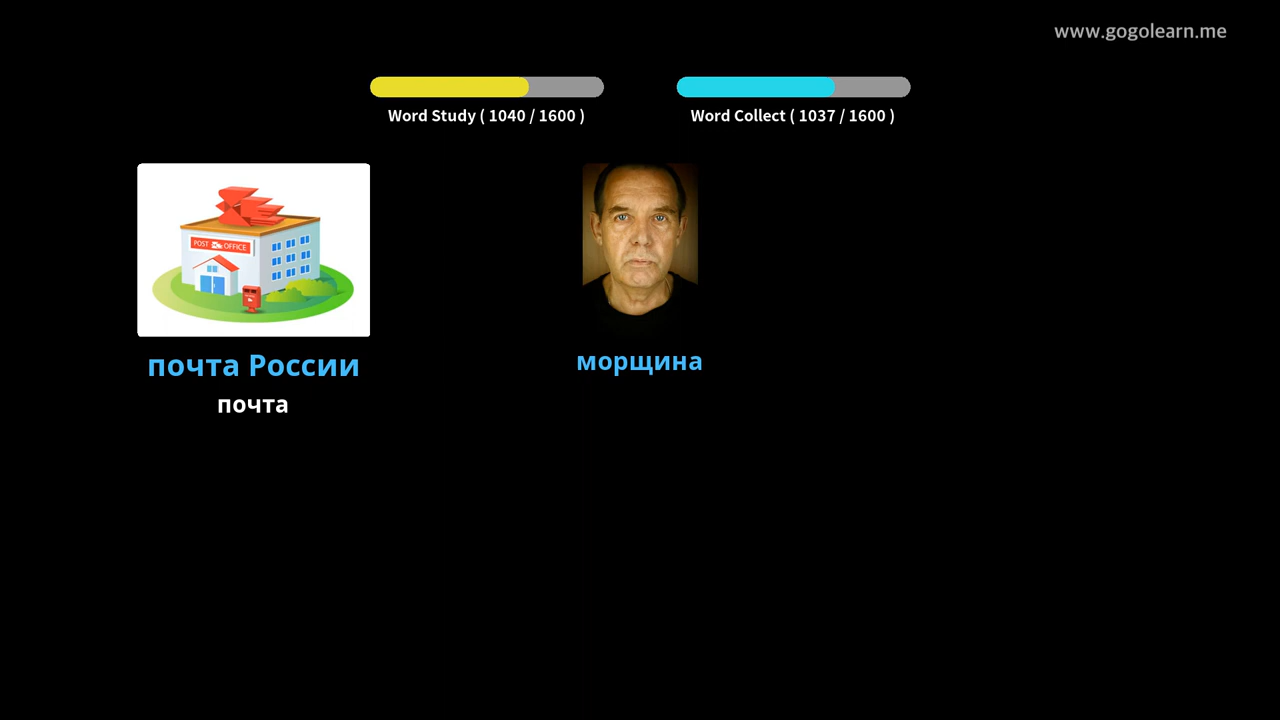 www.gogolearn.me
Word Study ( 1040 / 1600 )
Word Collect ( 1037 / 1600 )
POST OFFICE
почта России
почта
морщина